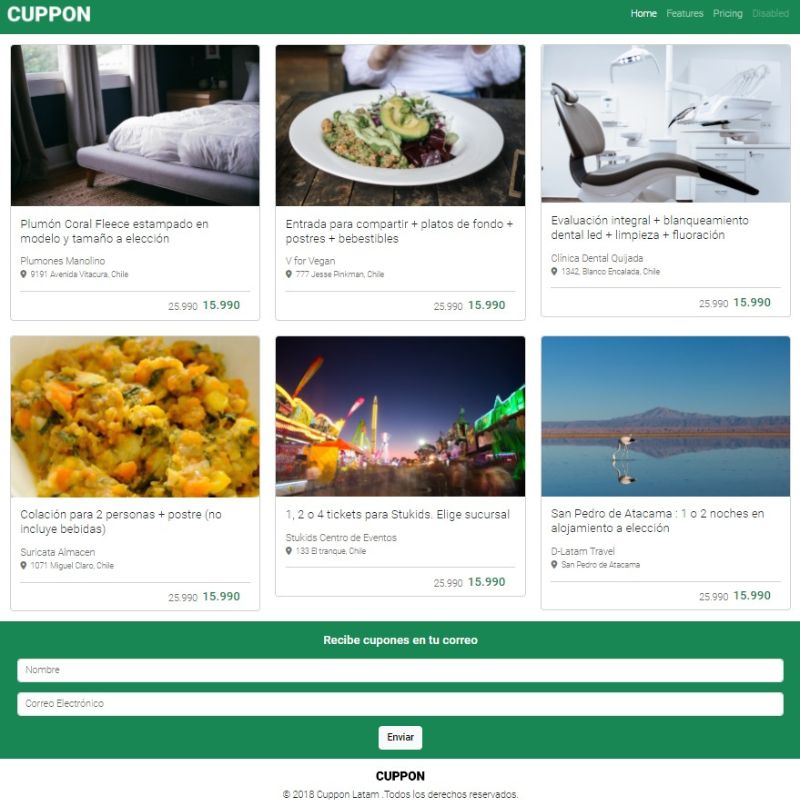 CUPPON
Home Features Pricing Disabled
Plumón Coral Fleece estampado en
modelo y tamaño a elección
Plumones Manolino
9191 Avenida Vitacura, Chile
25.990 15.990
Entrada para compartir + platos de fondo +
postres + bebestibles
V for Vegan
777 Jesse Pinkman, Chile
25.990 15.990
Evaluación integral + blanqueamiento
dental led + limpieza + fluoración
Clínica Dental Quijada
1342, Blanco Encalada, Chile
25.990 15.990
Colación para 2 personas + postre (no
incluye bebidas)
Suricata Almacen
1071 Miguel Claro, Chile
25.990 15.990
1, 2 o 4 tickets para Stukids. Elige sucursal
Stukids Centro de Eventos
133 El tranque, Chile
25.990 15.990
San Pedro de Atacama : 1 o 2 noches en
alojamiento a elección
D-Latam Travel
San Pedro de Atacama
25.990 15.990
Recibe cupones en tu correo
Nombre
Correo Electrónico
Enviar
CUPPON
© 2018 Cuppon Latam .Todos los derechos reservados.